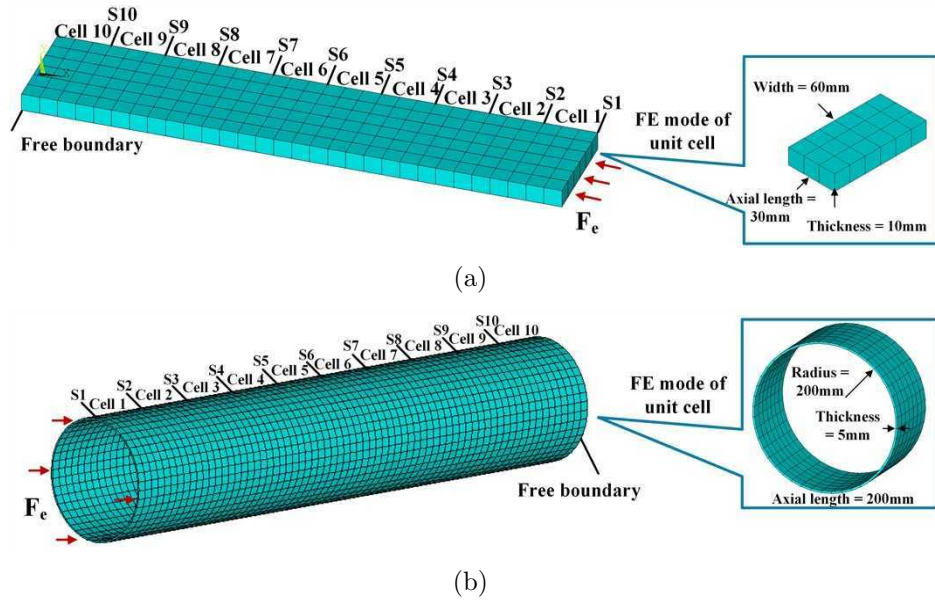 S10
Cell 10
S9
Cell 9
S8
Cell 8
S7
Cell 7
S6
Cell 6
S5
Cell 5
S4
Cell 4
S3
Cell 3
S2
Cell 2
S1
Cell 1
Free boundary
F_e
FE mode of
unit cell
Width = 60mm
Axial length =
30mm
Thickness = 10mm
(a)
S1
Cell 1
S2
Cell 2
S3
Cell 3
S4
Cell 4
S5
Cell 5
S6
Cell 6
S7
Cell 7
S8
Cell 8
S9
Cell 9
S10
Cell 10
F_e
Free boundary
FE mode of
unit cell
Radius =
200mm
Thickness
= 5mm
Axial length = 200mm
(b)